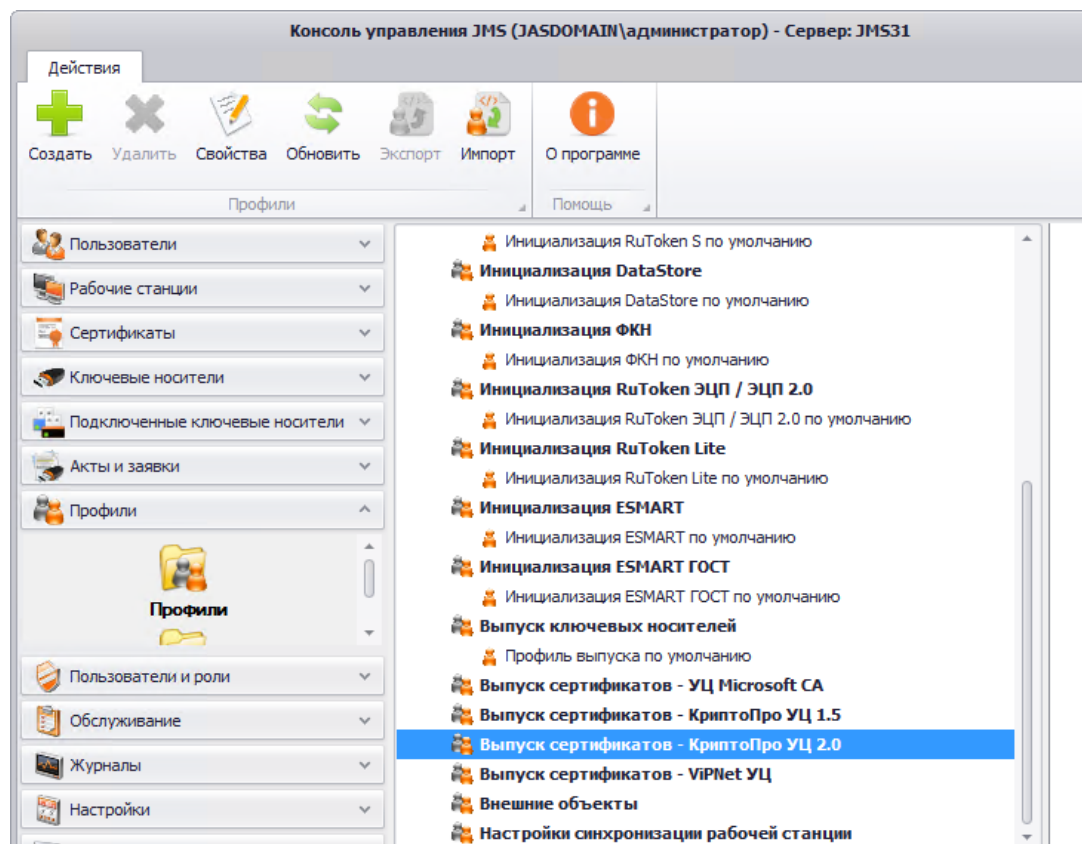 Консоль управления JMS (JASDOMAIN\администратор) - Сервер: JMS31
Действия
Создать Удалить Свойства Обновить Экспорт Импорт О программе
Профили Помощь
Пользователи
Рабочие станции
Сертификаты
Ключевые носители
Подключенные ключевые носители
Акты и заявки
Профили
Профили
Пользователи и роли
Обслуживание
Журналы
Настройки
Инициализация RuToken S по умолчанию
Инициализация DataStore
Инициализация DataStore по умолчанию
Инициализация ФКН
Инициализация ФКН по умолчанию
Инициализация RuToken ЭЦП / ЭЦП 2.0
Инициализация RuToken ЭЦП / ЭЦП 2.0 по умолчанию
Инициализация RuToken Lite
Инициализация RuToken Lite по умолчанию
Инициализация ESMART
Инициализация ESMART по умолчанию
Инициализация ESMART ГОСТ
Инициализация ESMART ГОСТ по умолчанию
Выпуск ключевых носителей
Профиль выпуска по умолчанию
Выпуск сертификатов - УЦ Microsoft CA
Выпуск сертификатов - КриптоПро УЦ 1.5
Выпуск сертификатов - КриптоПро УЦ 2.0
Выпуск сертификатов - ViPNet УЦ
Внешние объекты
Настройки синхронизации рабочей станции